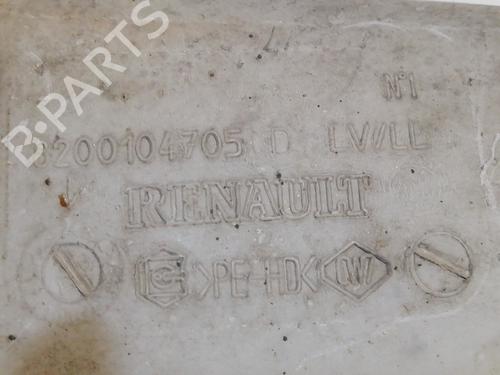 B-PARTS
N°1
8200104705 D LV/LL
RENAULT
>PE-HD<